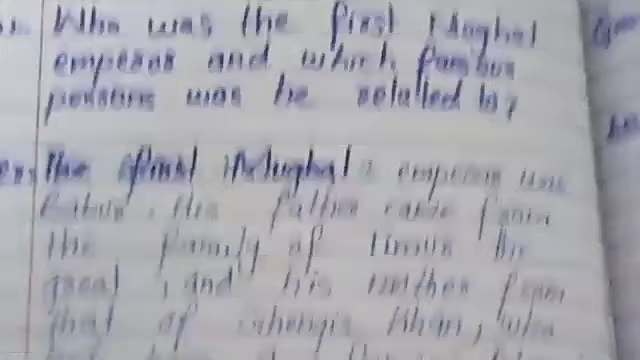 Who was the first Mughal
emperor and which famous
persons was he related to?
The first Mughal emperor was
Babur, His father came from
the family of Timur the
great, and his mother from
that of Chengis Khan, who